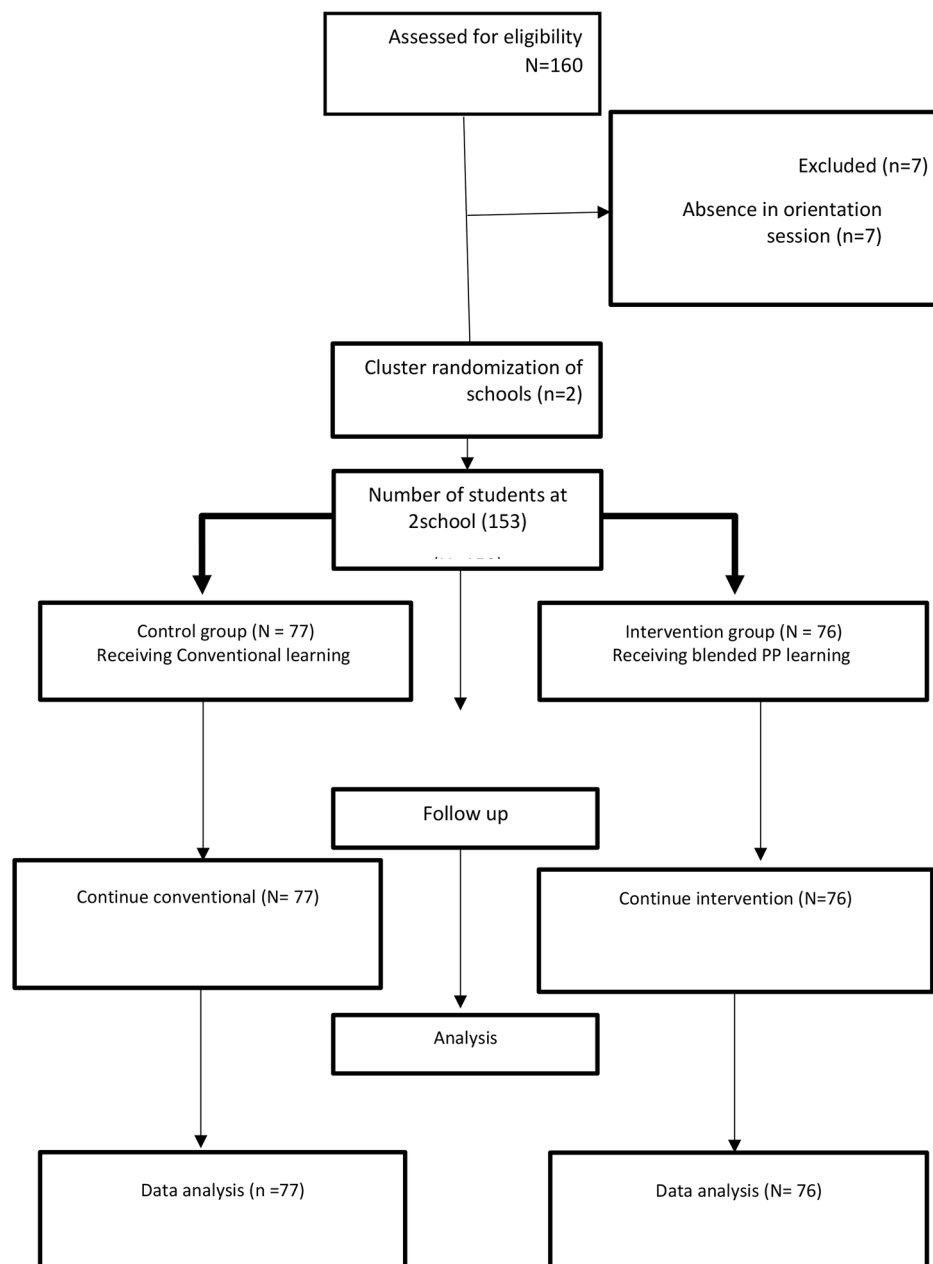 Assessed for eligibility
N=160
Excluded (n=7)
Absence in orientation
session (n=7)
Cluster randomization of
schools (n=2)
Number of students at
2school (153)
Control group (N = 77)
Receiving Conventional learning
Intervention group (N = 76)
Receiving blended PP learning
Follow up
Continue conventional (N= 77)
Continue intervention (N=76)
Analysis
Data analysis (n =77)
Data analysis (N= 76)